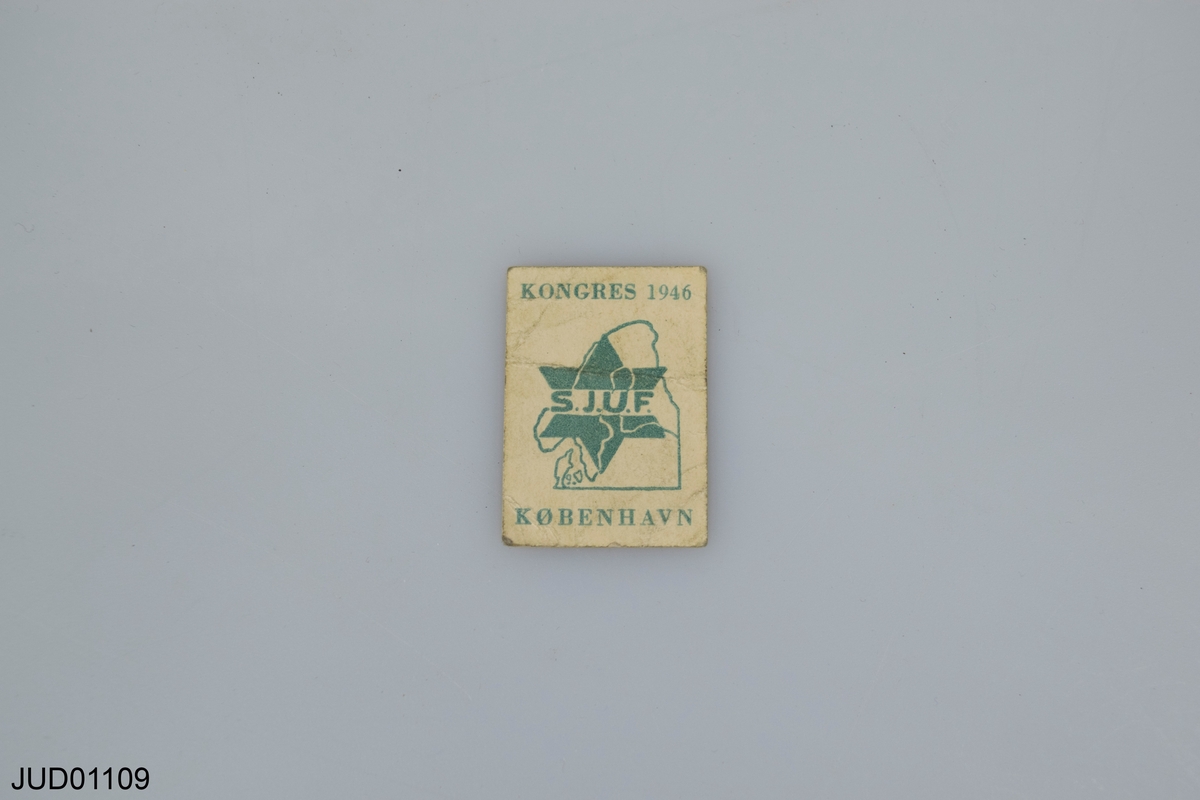 KONGRES 1946
S.J.U.F.
KØBENHAVN
JUD01109